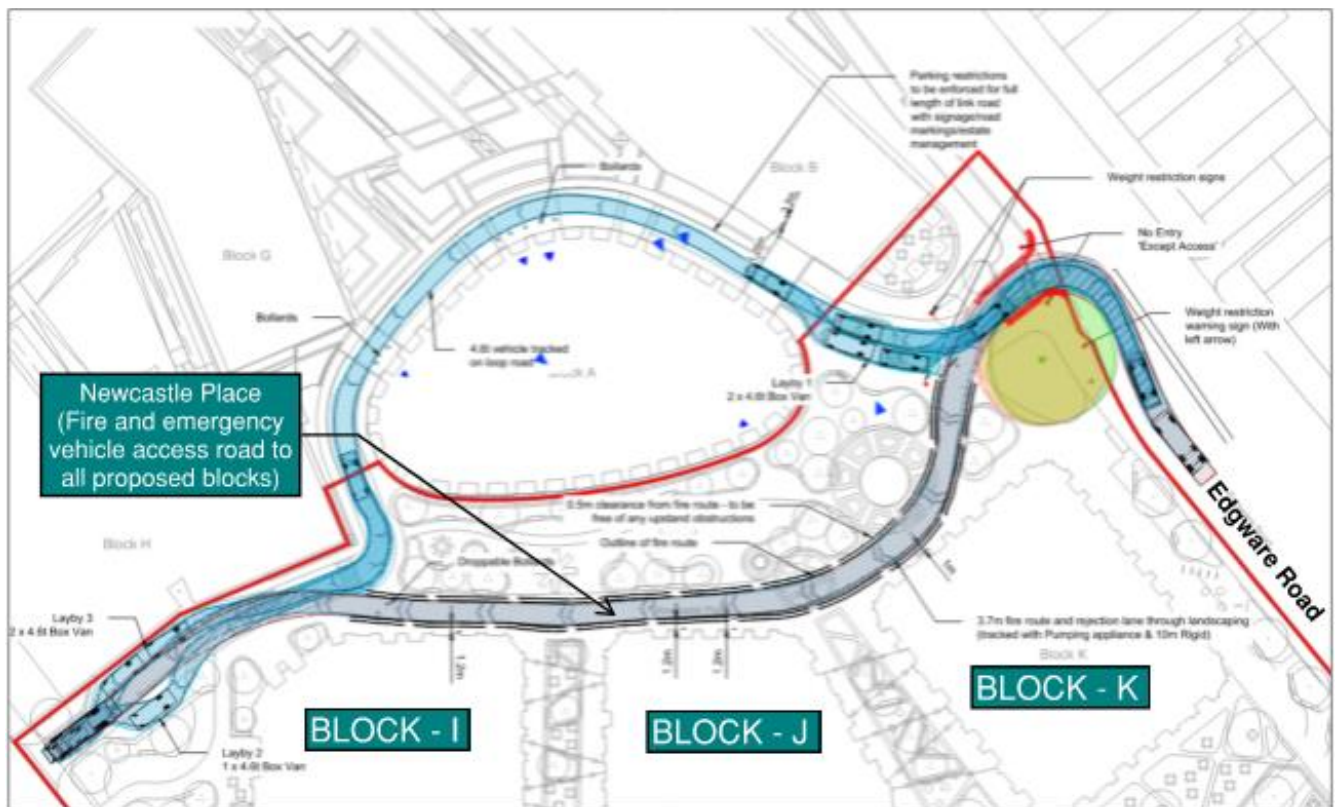 Parking restrictions
to be enforced for full
length of link road
with signage/road
markings/estate
management
Block B
Bollards
Weight restriction signs
No Entry
'Except Access'
Block G
Bollards
Weight restriction
warning sign (With
left arrow)
4.6t vehicle tracked
on loop road
Layby 1
2 x 4.6t Box Van
Newcastle Place
(Fire and emergency
vehicle access road to
all proposed blocks)
0.5m clearance from fire route - to be
free of any upstand obstructions
Edgware Road
Block H
Outline of fire route
Droppable Bollards
1m
Layby 3
2 x 4.6t Box Van
1.2m
1.2m
1.2m
3.7m fire route and rejection lane through landscaping
(tracked with Pumping appliance & 10m Rigid)
Block K
BLOCK - K
BLOCK - I
BLOCK - J
Layby 2
1 x 4.6t Box Van